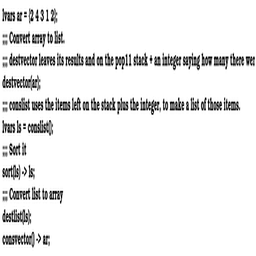 lvars ar = {2 4 3 1 2};
;;; Convert array to list.
;;; destvector leaves its results and on the pop11 stack + an integer saying how many there wer
destvector(ar);
;;; conslist uses the items left on the stack plus the integer, to make a list of those items.
lvars ls = conslist();
;;; Sort it
sort(ls) -> ls;
;;; Convert list to array
destlist(ls);
consvector() -> ar;